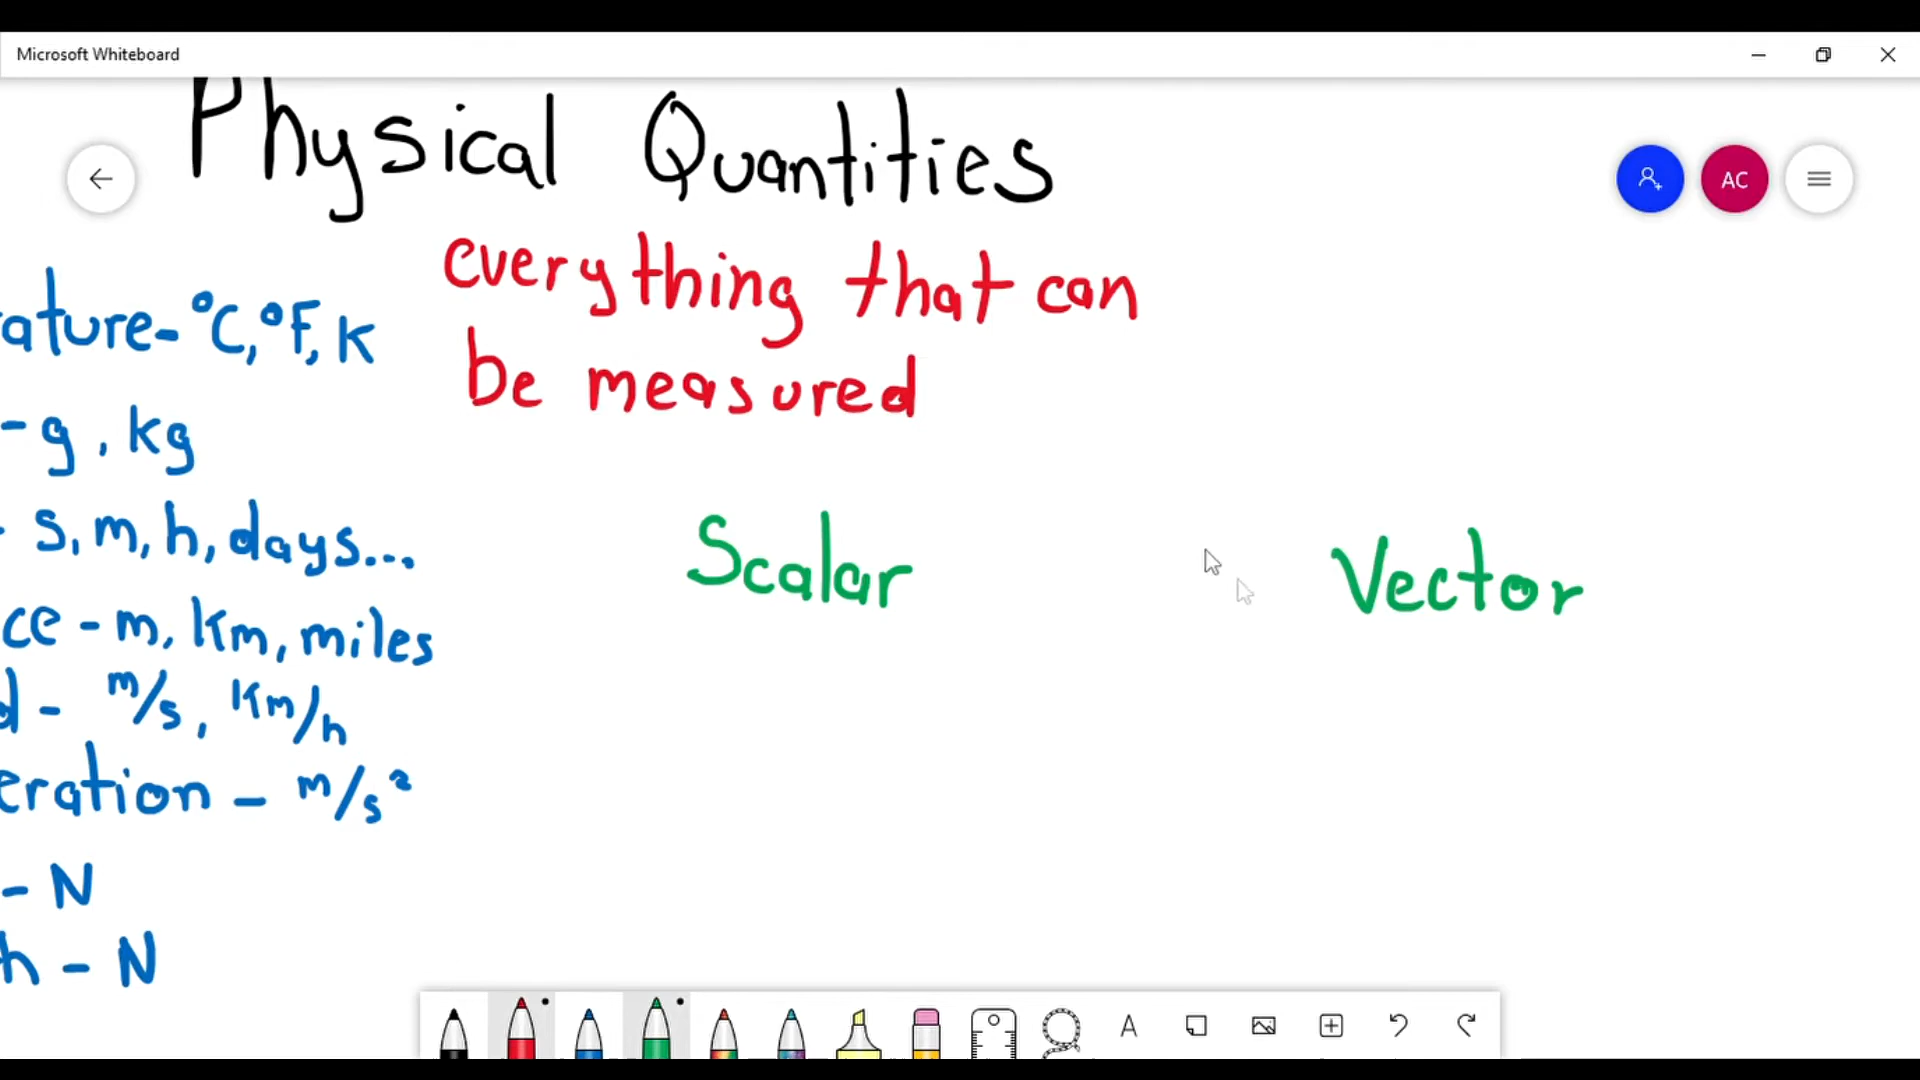 Microsoft Whiteboard
Physical Quantities
AC
everything that can
be measured
ature - °C, °F, K
- g, kg
- s, m, h, days...
ce - m, Km, miles
d - m/s, Km/h
eration - m/s²
- N
h - N
Scalar
Vector
A